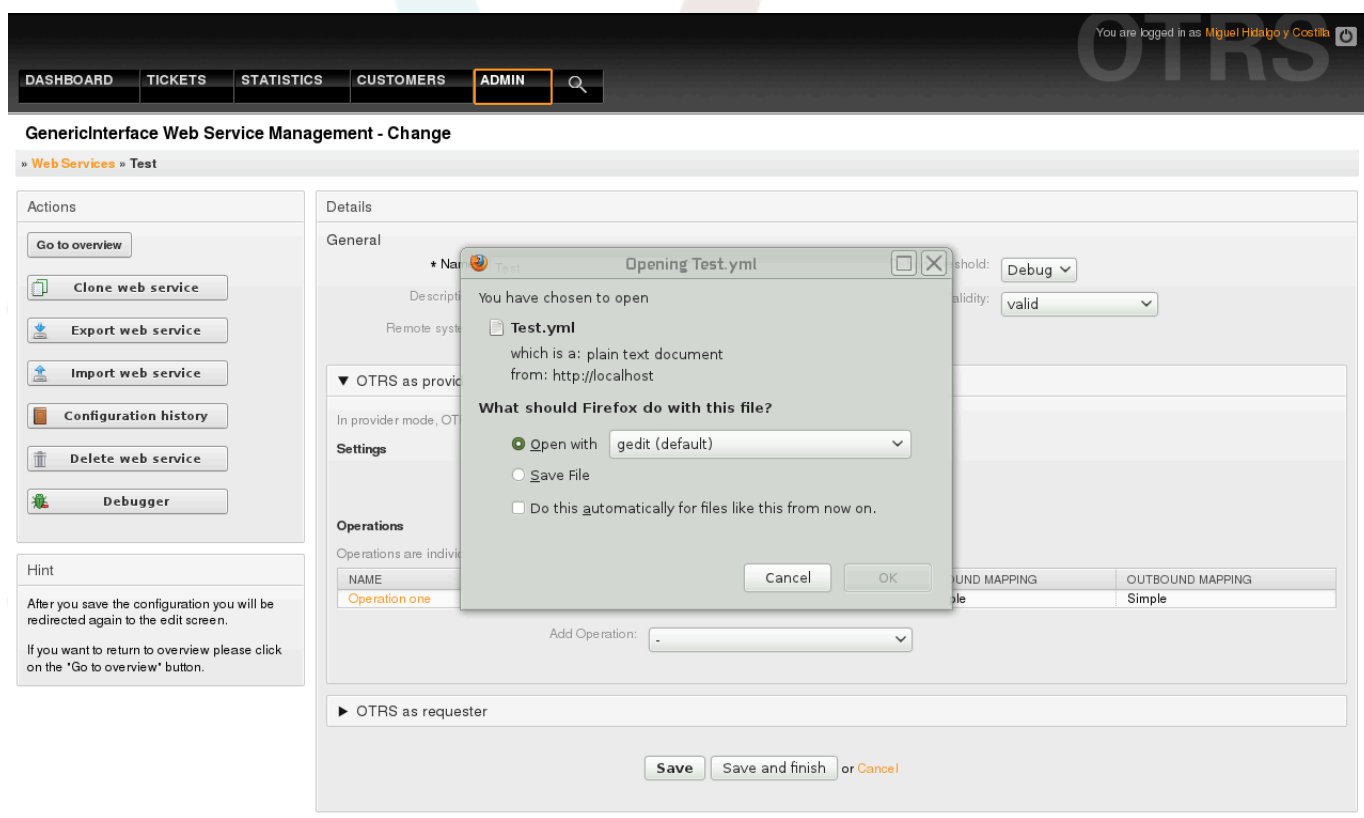 OTRS
You are logged in as Miguel Hidalgo y Costilla
DASHBOARD TICKETS STATISTICS CUSTOMERS ADMIN
GenericInterface Web Service Management - Change
» Web Services » Test
Actions
Go to overview
Clone web service
Export web service
Import web service
Configuration history
Delete web service
Debugger
Hint
After you save the configuration you will be
redirected again to the edit screen.
If you want to return to overview please click
on the "Go to overview" button.
Details
General
* Nam
Test
shold: Debug
Descripti
alidity: valid
Remote syste
Opening Test.yml
You have chosen to open
Test.yml
which is a: plain text document
from: http://localhost
What should Firefox do with this file?
Open with gedit (default)
Save File
Do this automatically for files like this from now on.
Cancel OK
▼ OTRS as provid
In provider mode, OT
Settings
Operations
Operations are individ
NAME UND MAPPING OUTBOUND MAPPING
Operation one ple Simple
Add Operation: -
► OTRS as requester
Save Save and finish or Cancel